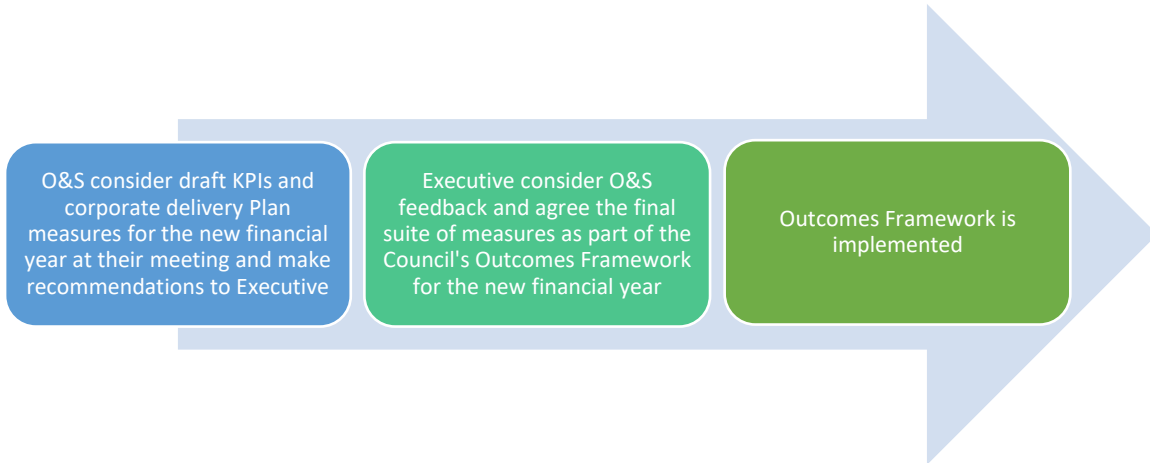 O&S consider draft KPIs and
corporate delivery Plan
measures for the new financial
year at their meeting and make
recommendations to Executive
Executive consider O&S
feedback and agree the final
suite of measures as part of the
Council's Outcomes Framework
for the new financial year
Outcomes Framework is
implemented